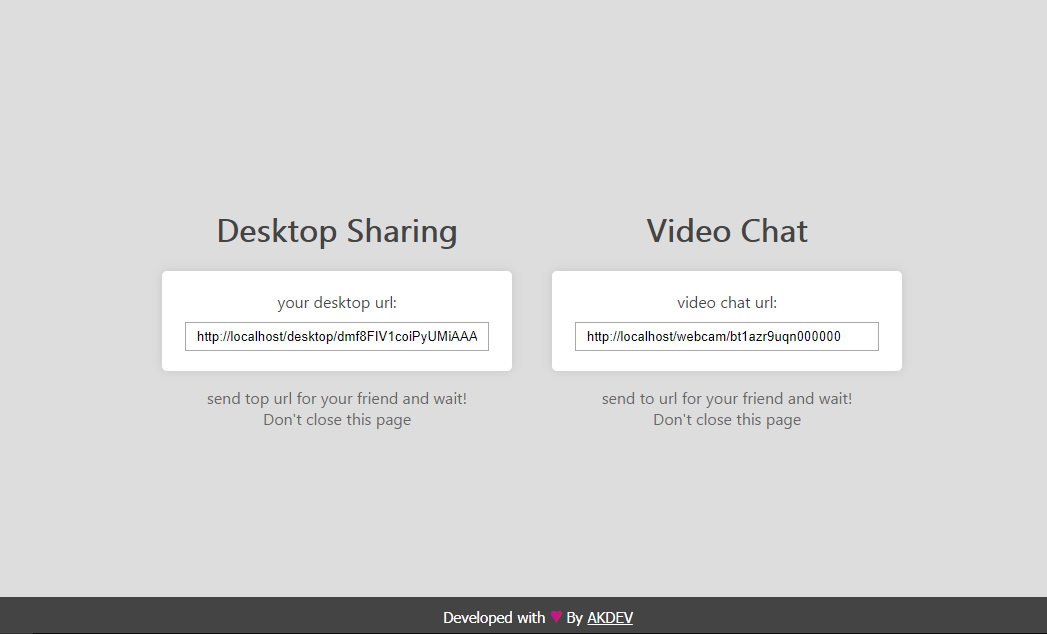 Desktop Sharing
your desktop url:
http://localhost/desktop/dmf8FIV1coiPyUMiAAA
send top url for your friend and wait!
Don't close this page
Video Chat
video chat url:
http://localhost/webcam/bt1azr9uqn000000
send to url for your friend and wait!
Don't close this page
Developed with ♥ By AKDEV